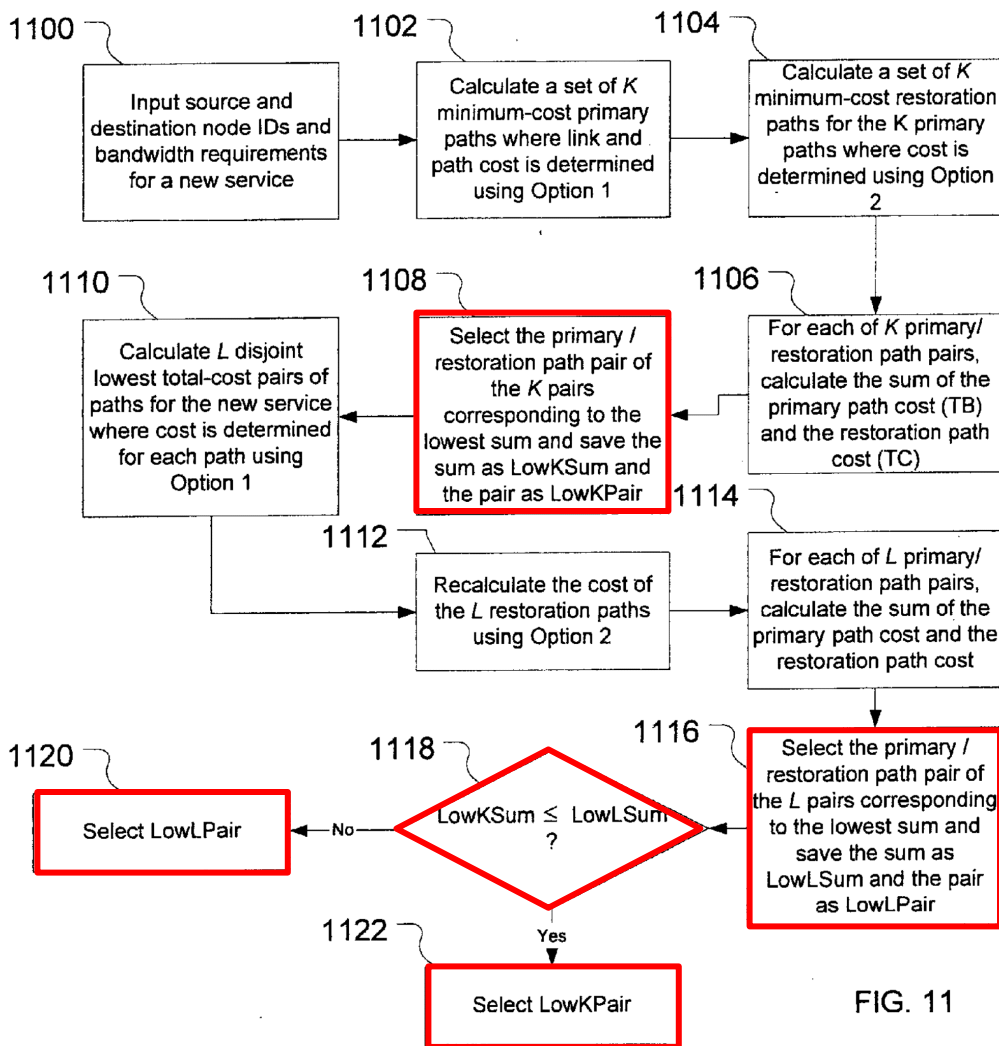 1100
Input source and
destination node IDs and
bandwidth requirements
for a new service
1102
Calculate a set of K
minimum-cost primary
paths where link and
path cost is determined
using Option 1
1104
Calculate a set of K
minimum-cost restoration
paths for the K primary
paths where cost is
determined using Option
2
1106
For each of K primary/
restoration path pairs,
calculate the sum of the
primary path cost (TB)
and the restoration path
cost (TC)
1108
Select the primary /
restoration path pair of
the K pairs
corresponding to the
lowest sum and save the
sum as LowKSum and
the pair as LowKPair
1110
Calculate L disjoint
lowest total-cost pairs of
paths for the new service
where cost is determined
for each path using
Option 1
1112
Recalculate the cost of
the L restoration paths
using Option 2
1114
For each of L primary/
restoration path pairs,
calculate the sum of the
primary path cost and the
restoration path cost
1116
Select the primary /
restoration path pair of
the L pairs corresponding
to the lowest sum and
save the sum as
LowLSum and the pair
as LowLPair
1118
LowKSum ≤ LowLSum
?
No
1120
Select LowLPair
Yes
1122
Select LowKPair
FIG. 11